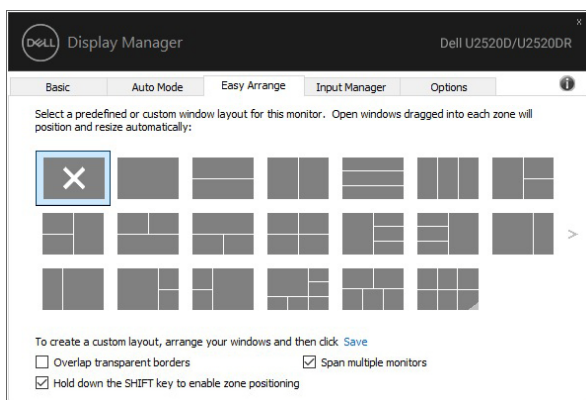 x
DELL Display Manager Dell U2520D/U2520DR
Basic Auto Mode Easy Arrange Input Manager Options i
Select a predefined or custom window layout for this monitor. Open windows dragged into each zone will
position and resize automatically:
>
To create a custom layout, arrange your windows and then click Save
Overlap transparent borders Span multiple monitors
Hold down the SHIFT key to enable zone positioning